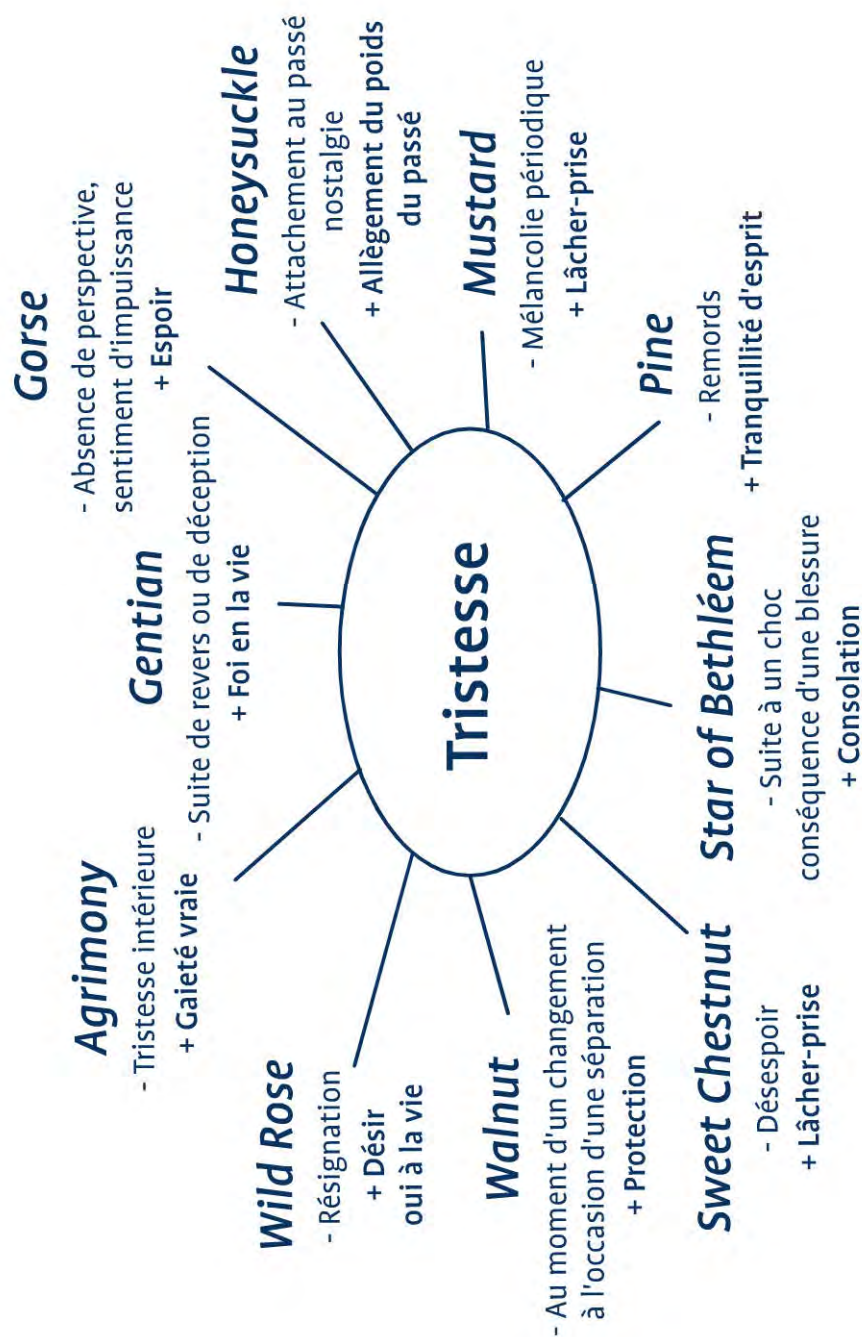 Agrimony
- Tristesse intérieure
+ Gaieté vraie
Gentian
- Suite de revers ou de déception
+ Foi en la vie
Gorse
- Absence de perspective,
sentiment d'impuissance
+ Espoir
Honeysuckle
- Attachement au passé
nostalgie
+ Allègement du poids
du passé
Mustard
- Mélancolie périodique
+ Lâcher-prise
Pine
- Remords
+ Tranquillité d'esprit
Star of Bethléem
- Suite à un choc
conséquence d'une blessure
+ Consolation
Sweet Chestnut
- Désespoir
+ Lâcher-prise
Walnut
- Au moment d'un changement
à l'occasion d'une séparation
+ Protection
Wild Rose
- Résignation
+ Désir
oui à la vie
Tristesse